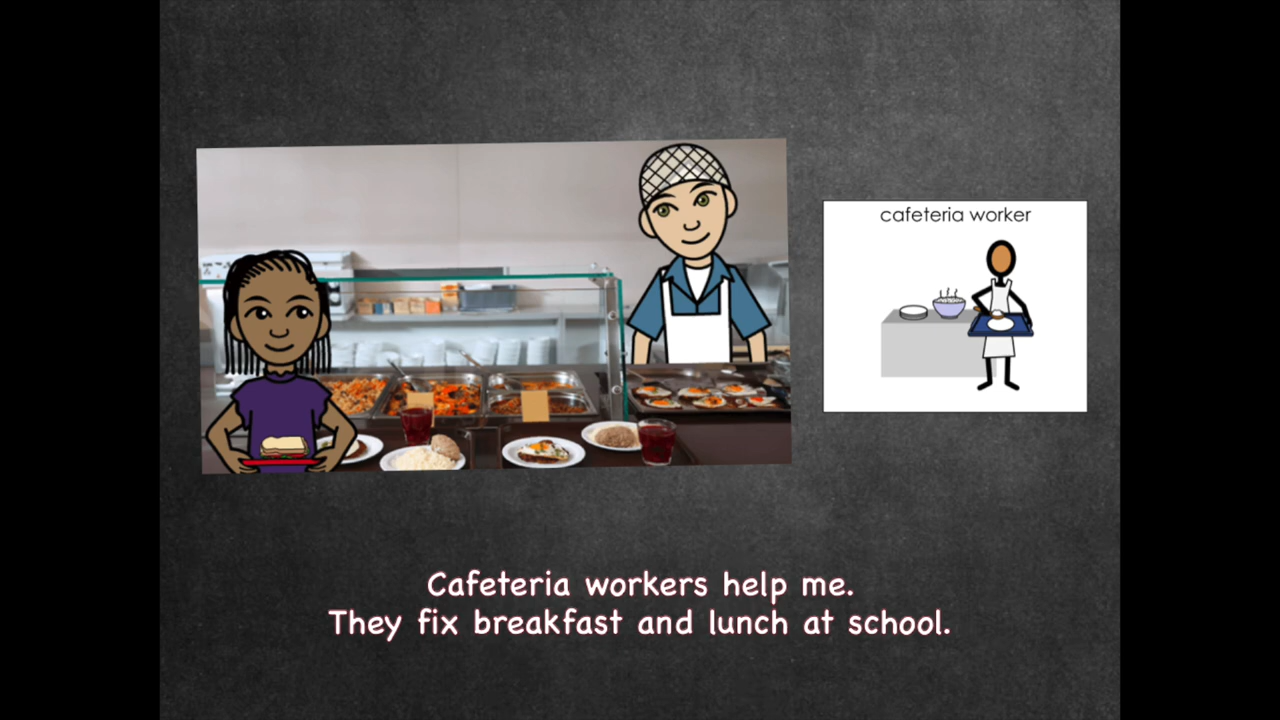 cafeteria worker
Cafeteria workers help me.
They fix breakfast and lunch at school.